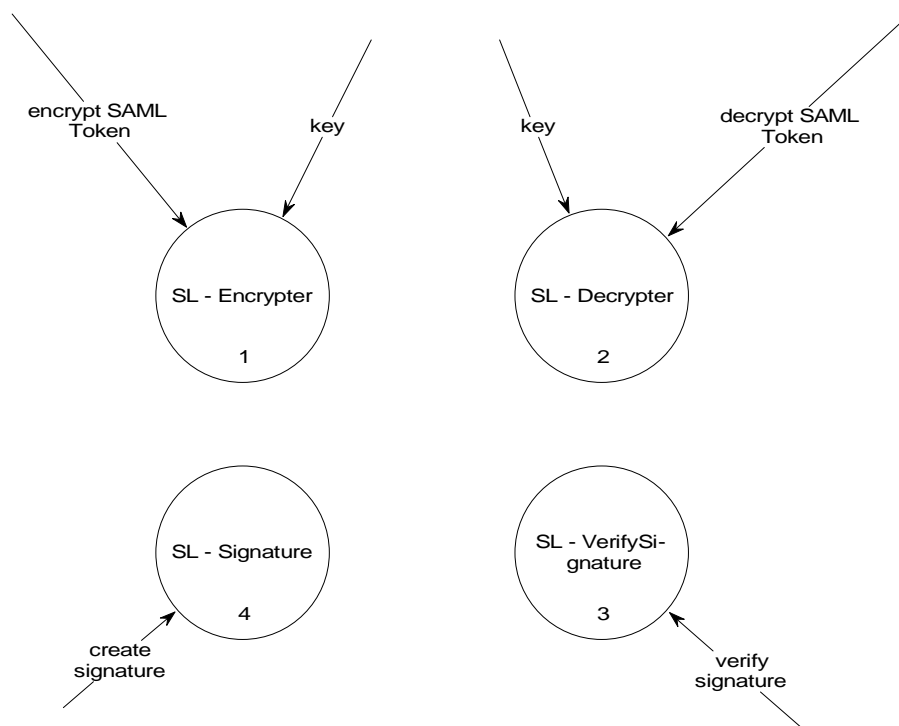 encrypt SAML
Token
key
key
decrypt SAML
Token
SL - Encrypter
1
SL - Decrypter
2
SL - Signature
4
SL - VerifySi-
gnature
3
create
signature
verify
signature